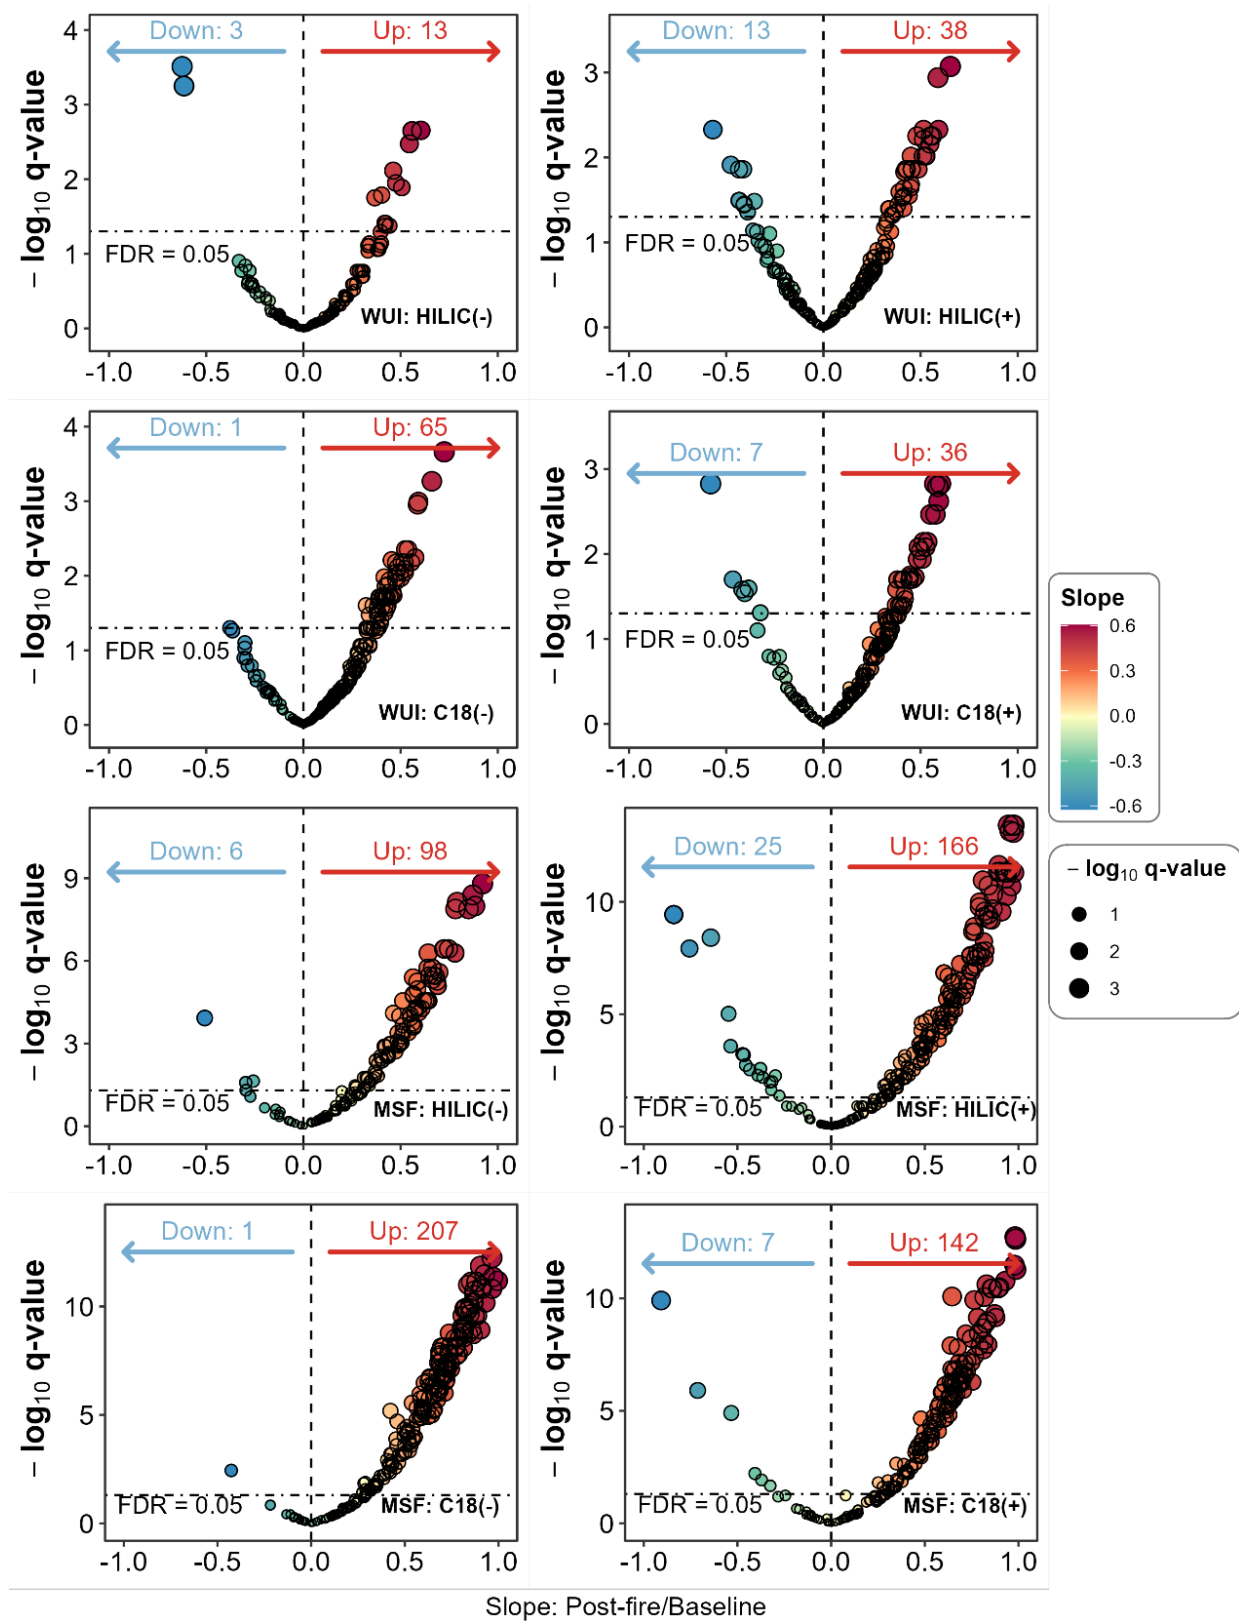 Down: 3 Up: 13
4
3
2
1
0
− log10 q-value
FDR = 0.05
WUI: HILIC(-)
-1.0 -0.5 0.0 0.5 1.0
Down: 13 Up: 38
3
2
1
0
− log10 q-value
FDR = 0.05
WUI: HILIC(+)
-1.0 -0.5 0.0 0.5 1.0
Down: 1 Up: 65
4
3
2
1
0
− log10 q-value
FDR = 0.05
WUI: C18(-)
-1.0 -0.5 0.0 0.5 1.0
Down: 7 Up: 36
3
2
1
0
− log10 q-value
FDR = 0.05
WUI: C18(+)
-1.0 -0.5 0.0 0.5 1.0
Down: 6 Up: 98
9
6
3
0
− log10 q-value
FDR = 0.05
MSF: HILIC(-)
-1.0 -0.5 0.0 0.5 1.0
Down: 25 Up: 166
10
5
0
− log10 q-value
FDR = 0.05
MSF: HILIC(+)
-1.0 -0.5 0.0 0.5 1.0
Down: 1 Up: 207
10
5
0
− log10 q-value
FDR = 0.05
MSF: C18(-)
-1.0 -0.5 0.0 0.5 1.0
Down: 7 Up: 142
10
5
0
− log10 q-value
FDR = 0.05
MSF: C18(+)
-1.0 -0.5 0.0 0.5 1.0
Slope: Post-fire/Baseline
Slope
0.6
0.3
0.0
-0.3
-0.6
− log10 q-value
1
2
3